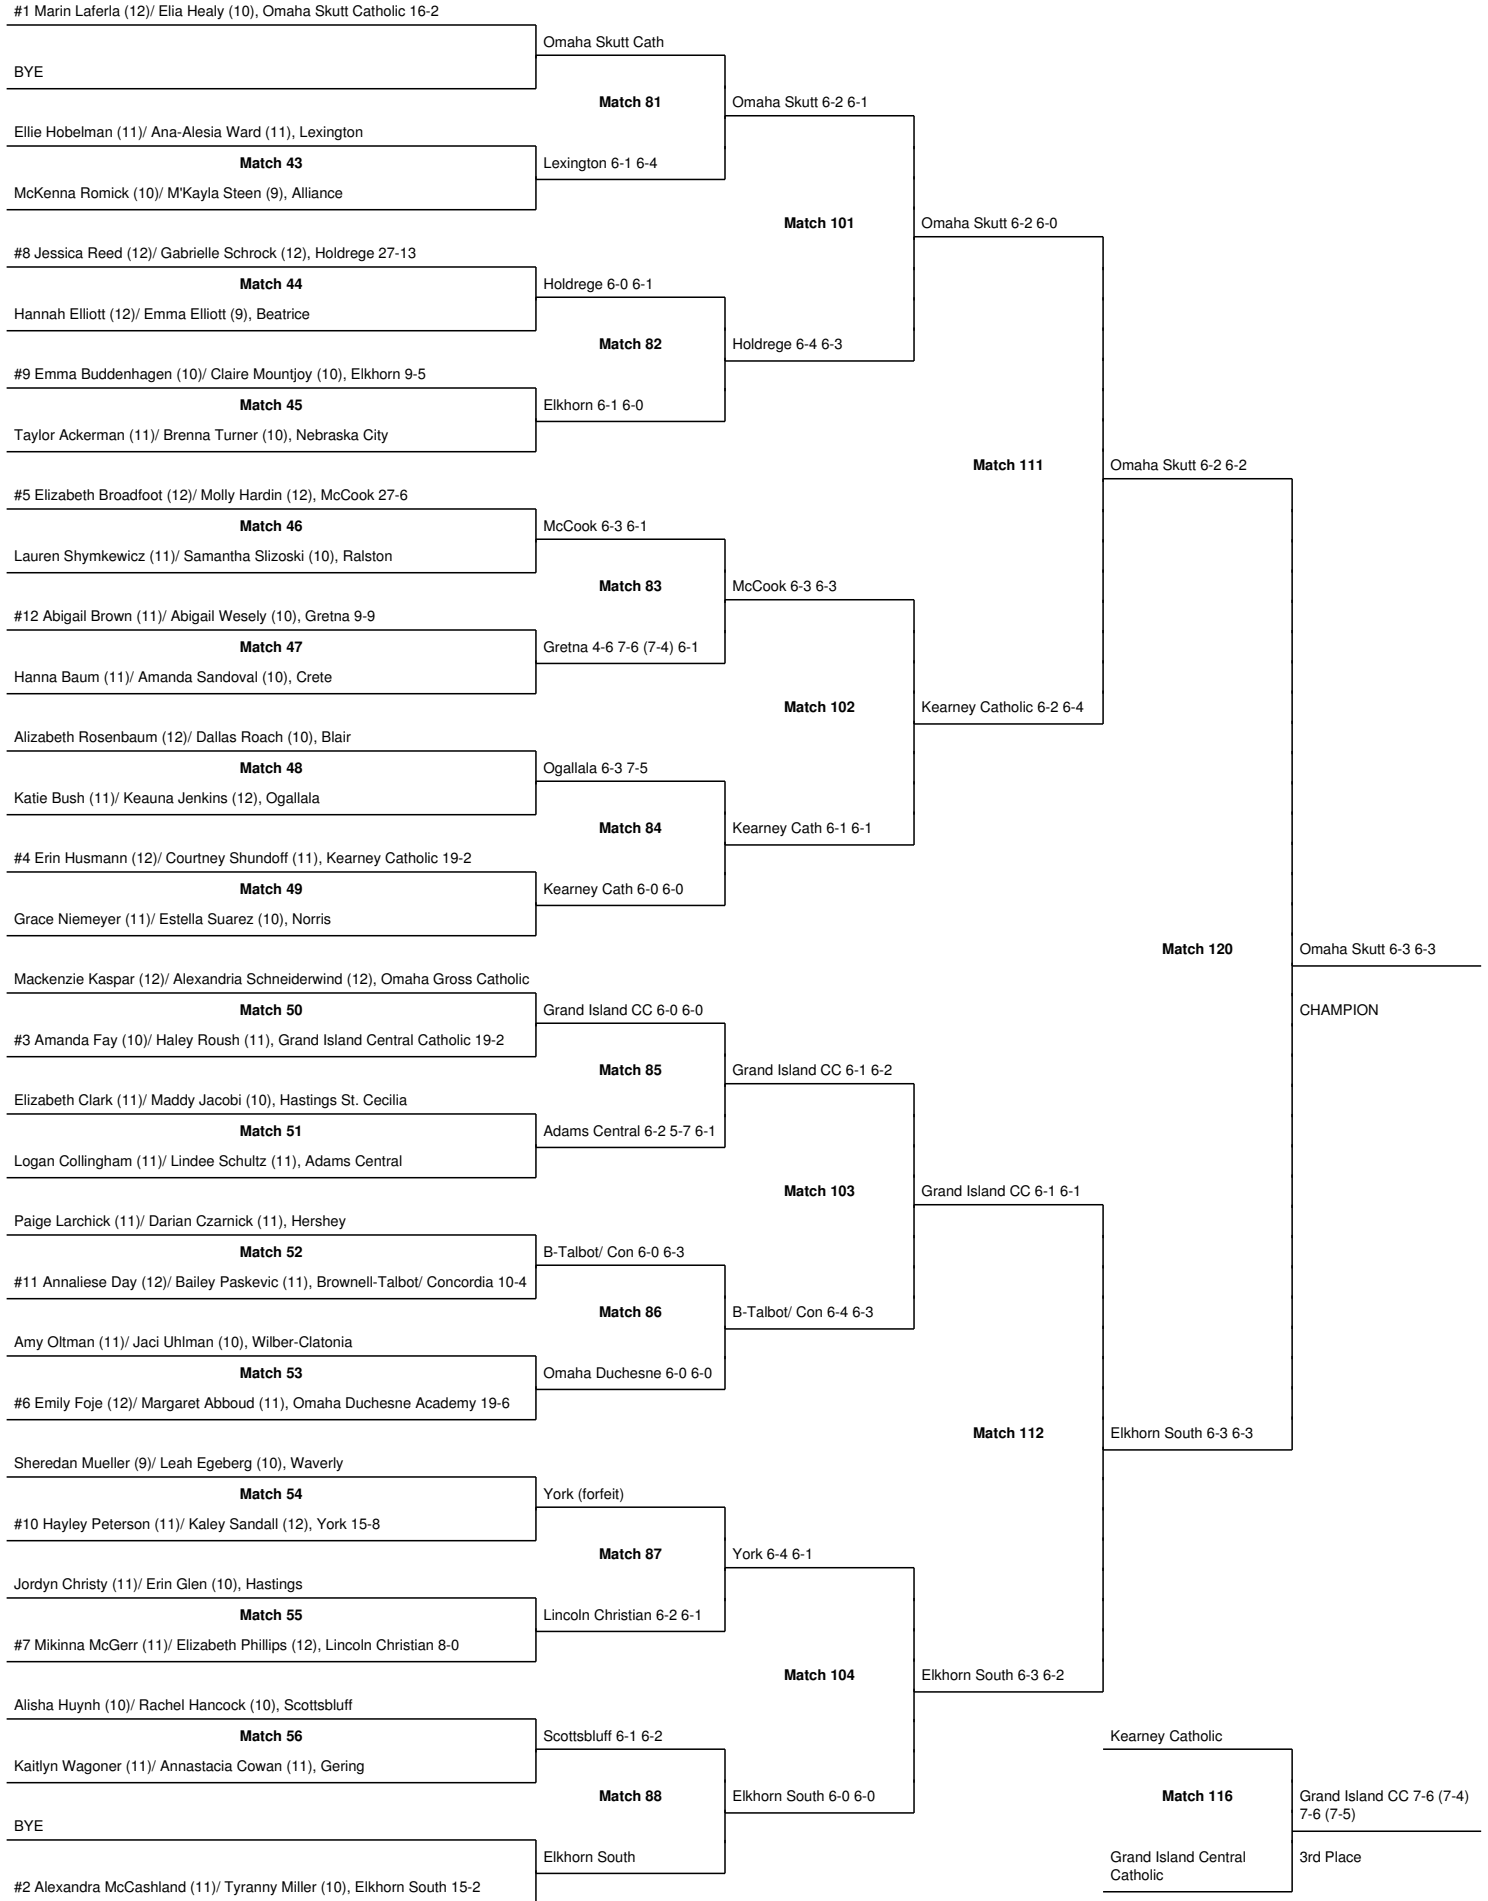 #1 Marin Laferla (12)/ Elia Healy (10), Omaha Skutt Catholic 16-2
Omaha Skutt Cath
BYE
Match 81
Omaha Skutt 6-2 6-1
Ellie Hobelman (11)/ Ana-Alesia Ward (11), Lexington
Match 43
Lexington 6-1 6-4
McKenna Romick (10)/ M'Kayla Steen (9), Alliance
Match 101
Omaha Skutt 6-2 6-0
#8 Jessica Reed (12)/ Gabrielle Schrock (12), Holdrege 27-13
Match 44
Holdrege 6-0 6-1
Hannah Elliott (12)/ Emma Elliott (9), Beatrice
Match 82
Holdrege 6-4 6-3
#9 Emma Buddenhagen (10)/ Claire Mountjoy (10), Elkhorn 9-5
Match 45
Elkhorn 6-1 6-0
Taylor Ackerman (11)/ Brenna Turner (10), Nebraska City
Match 111
Omaha Skutt 6-2 6-2
#5 Elizabeth Broadfoot (12)/ Molly Hardin (12), McCook 27-6
Match 46
McCook 6-3 6-1
Lauren Shymkewicz (11)/ Samantha Slizoski (10), Ralston
Match 83
McCook 6-3 6-3
#12 Abigail Brown (11)/ Abigail Wesely (10), Gretna 9-9
Match 47
Gretna 4-6 7-6 (7-4) 6-1
Hanna Baum (11)/ Amanda Sandoval (10), Crete
Match 102
Kearney Catholic 6-2 6-4
Alizabeth Rosenbaum (12)/ Dallas Roach (10), Blair
Match 48
Ogallala 6-3 7-5
Katie Bush (11)/ Keauna Jenkins (12), Ogallala
Match 84
Kearney Cath 6-1 6-1
#4 Erin Husmann (12)/ Courtney Shundoff (11), Kearney Catholic 19-2
Match 49
Kearney Cath 6-0 6-0
Grace Niemeyer (11)/ Estella Suarez (10), Norris
Match 120
Omaha Skutt 6-3 6-3
Mackenzie Kaspar (12)/ Alexandria Schneiderwind (12), Omaha Gross Catholic
Match 50
Grand Island CC 6-0 6-0
CHAMPION
#3 Amanda Fay (10)/ Haley Roush (11), Grand Island Central Catholic 19-2
Match 85
Grand Island CC 6-1 6-2
Elizabeth Clark (11)/ Maddy Jacobi (10), Hastings St. Cecilia
Match 51
Adams Central 6-2 5-7 6-1
Logan Collingham (11)/ Lindee Schultz (11), Adams Central
Match 103
Grand Island CC 6-1 6-1
Paige Larchick (11)/ Darian Czarnick (11), Hershey
Match 52
B-Talbot/ Con 6-0 6-3
#11 Annaliese Day (12)/ Bailey Paskevic (11), Brownell-Talbot/ Concordia 10-4
Match 86
B-Talbot/ Con 6-4 6-3
Amy Oltman (11)/ Jaci Uhlman (10), Wilber-Clatonia
Match 53
Omaha Duchesne 6-0 6-0
#6 Emily Foje (12)/ Margaret Abboud (11), Omaha Duchesne Academy 19-6
Match 112
Elkhorn South 6-3 6-3
Sheredan Mueller (9)/ Leah Egeberg (10), Waverly
Match 54
York (forfeit)
#10 Hayley Peterson (11)/ Kaley Sandall (12), York 15-8
Match 87
York 6-4 6-1
Jordyn Christy (11)/ Erin Glen (10), Hastings
Match 55
Lincoln Christian 6-2 6-1
#7 Mikinna McGerr (11)/ Elizabeth Phillips (12), Lincoln Christian 8-0
Match 104
Elkhorn South 6-3 6-2
Alisha Huynh (10)/ Rachel Hancock (10), Scottsbluff
Match 56
Scottsbluff 6-1 6-2
Kearney Catholic
Kaitlyn Wagoner (11)/ Annastacia Cowan (11), Gering
Match 88
Elkhorn South 6-0 6-0
Match 116
Grand Island CC 7-6 (7-4)
7-6 (7-5)
BYE
Elkhorn South
Grand Island Central
Catholic
3rd Place
#2 Alexandra McCashland (11)/ Tyranny Miller (10), Elkhorn South 15-2